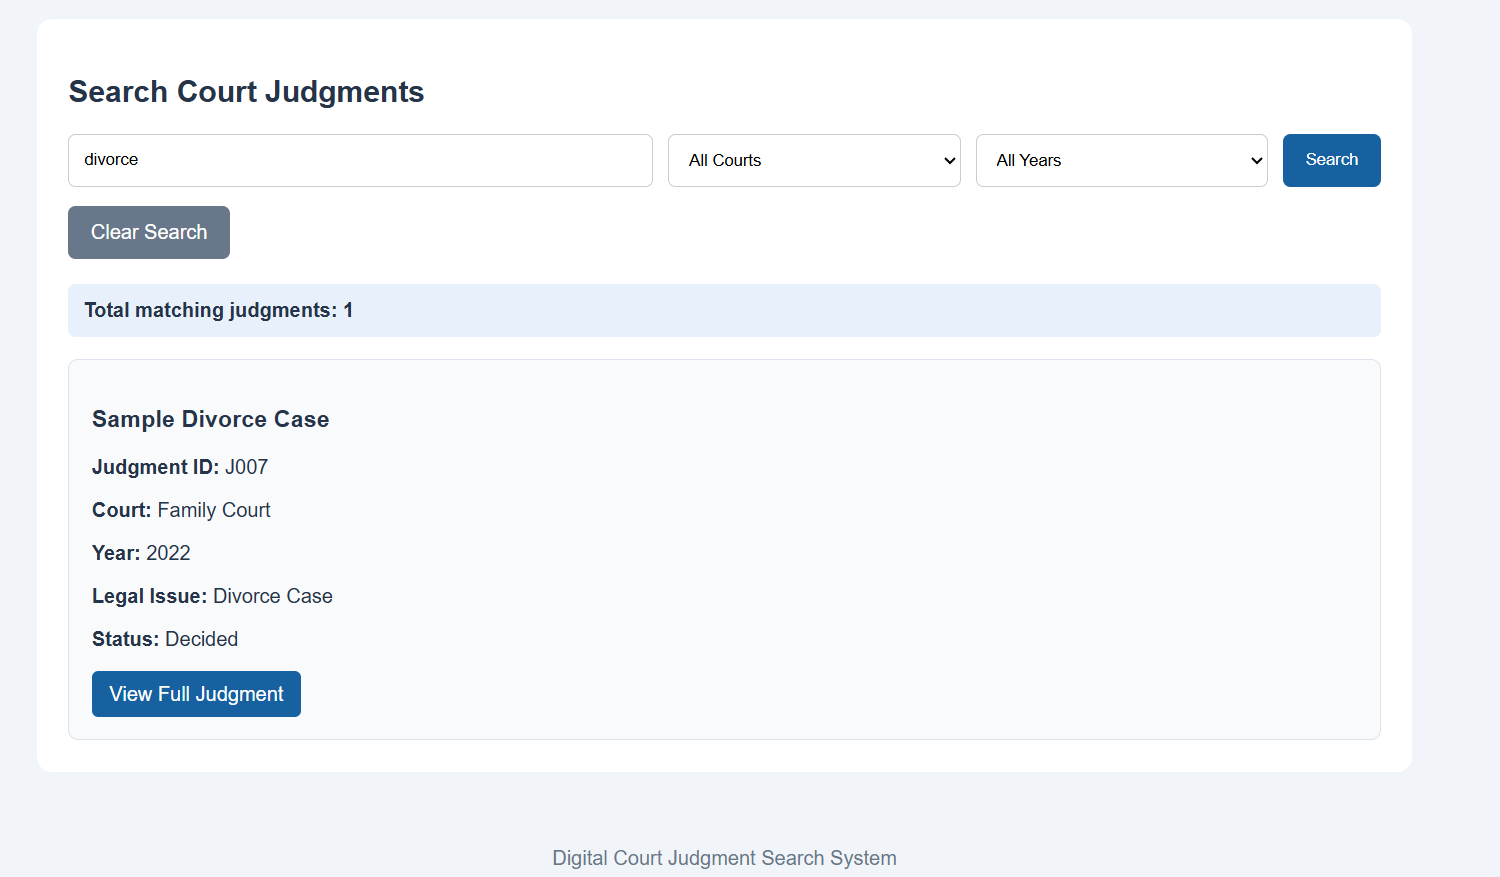 Search Court Judgments
divorce
All Courts
All Years
Search
Clear Search
Total matching judgments: 1
Sample Divorce Case
Judgment ID: J007
Court: Family Court
Year: 2022
Legal Issue: Divorce Case
Status: Decided
View Full Judgment
Digital Court Judgment Search System